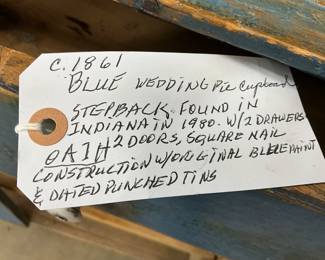 C. 1861
BLUE WEDDING Pie Cupboard
STEPBACK FOUND IN
INDIANA IN 1980. W/2 DRAWERS
2 DOORS, SQUARE NAIL
CONSTRUCTION W/ORIGINAL BLUE PAINT
& DATED PUNCHED TINS